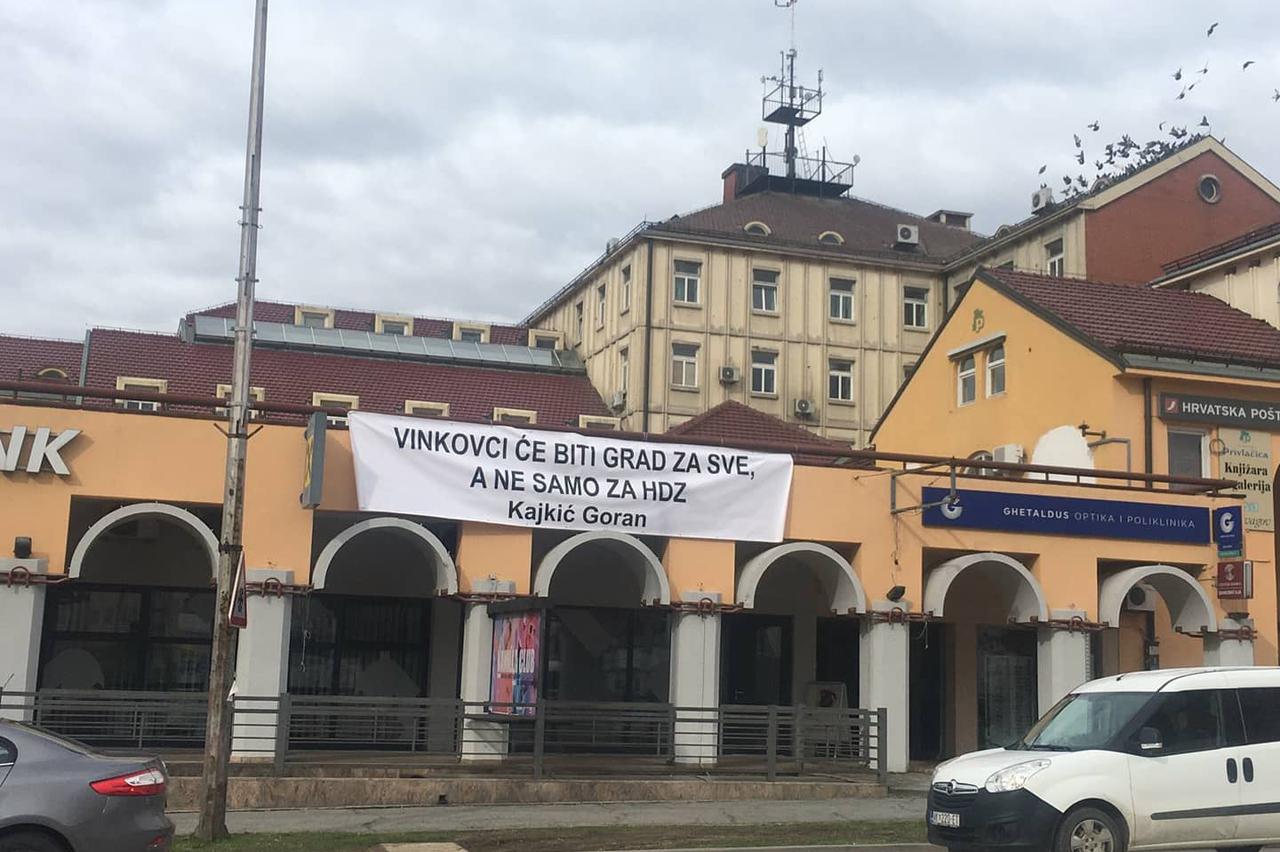 NK
VINKOVCI ĆE BITI GRAD ZA SVE,
A NE SAMO ZA HDZ
Kajkić Goran
HRVATSKA POŠT
Privlačica
Knjižara
galerija
GHETALDUS OPTIKA I POLIKLINIKA
G